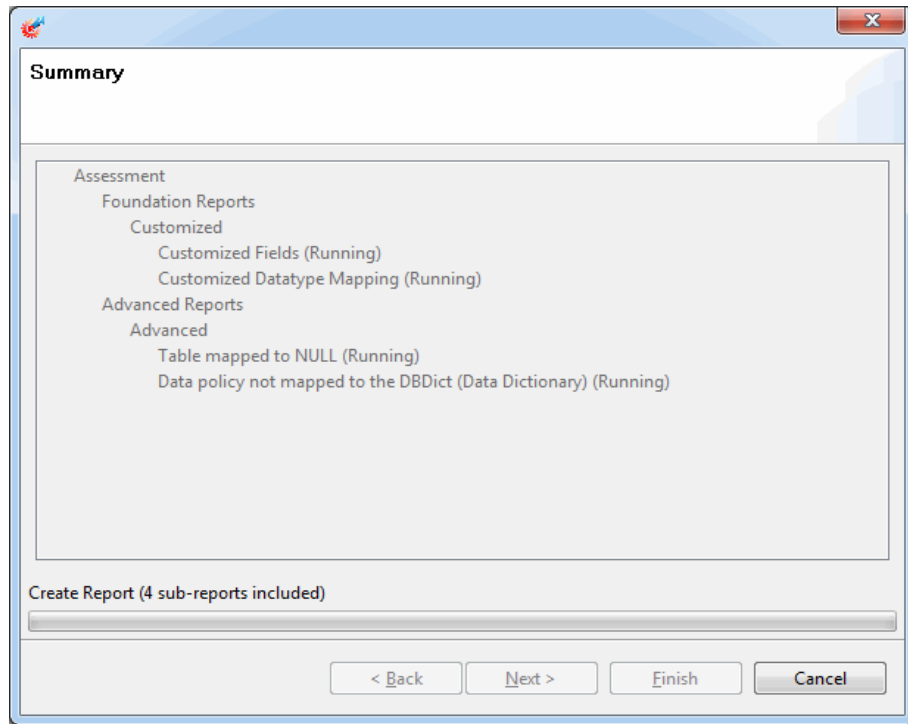 Summary
Assessment
Foundation Reports
Customized
Customized Fields (Running)
Customized Datatype Mapping (Running)
Advanced Reports
Advanced
Table mapped to NULL (Running)
Data policy not mapped to the DBDict (Data Dictionary) (Running)
Create Report (4 sub-reports included)
< Back Next > Finish Cancel